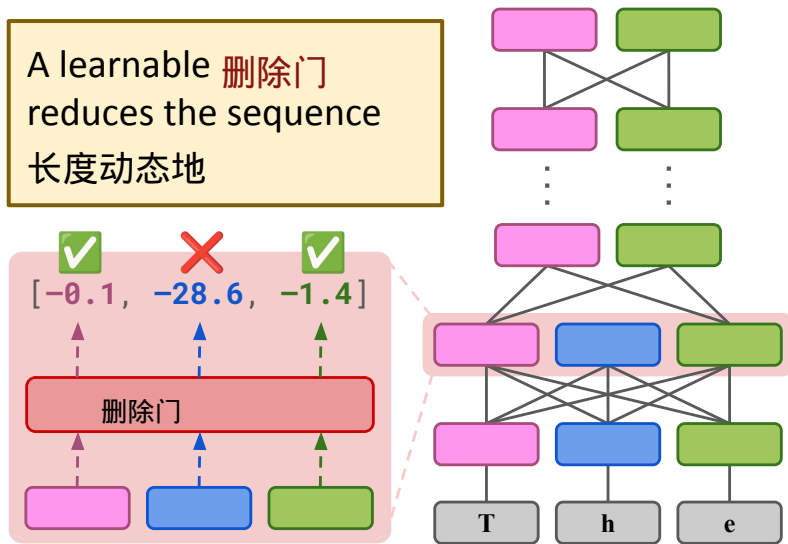 A learnable 删除门
reduces the sequence
长度动态地
[−0.1, −28.6, −1.4]
删除门
T h e